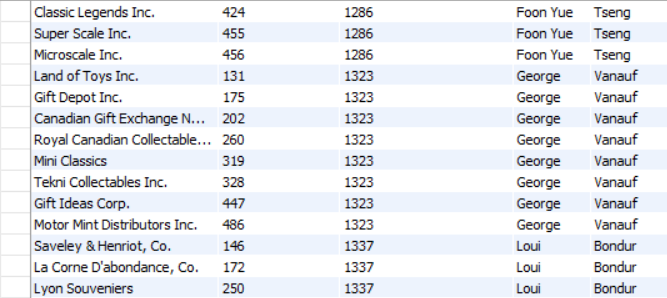 Classic Legends Inc. 424 1286 Foon Yue Tseng
Super Scale Inc. 455 1286 Foon Yue Tseng
Microscale Inc. 456 1286 Foon Yue Tseng
Land of Toys Inc. 131 1323 George Vanauf
Gift Depot Inc. 175 1323 George Vanauf
Canadian Gift Exchange N... 202 1323 George Vanauf
Royal Canadian Collectable... 260 1323 George Vanauf
Mini Classics 319 1323 George Vanauf
Tekni Collectables Inc. 328 1323 George Vanauf
Gift Ideas Corp. 447 1323 George Vanauf
Motor Mint Distributors Inc. 486 1323 George Vanauf
Saveley & Henriot, Co. 146 1337 Loui Bondur
La Corne D'abondance, Co. 172 1337 Loui Bondur
Lyon Souveniers 250 1337 Loui Bondur